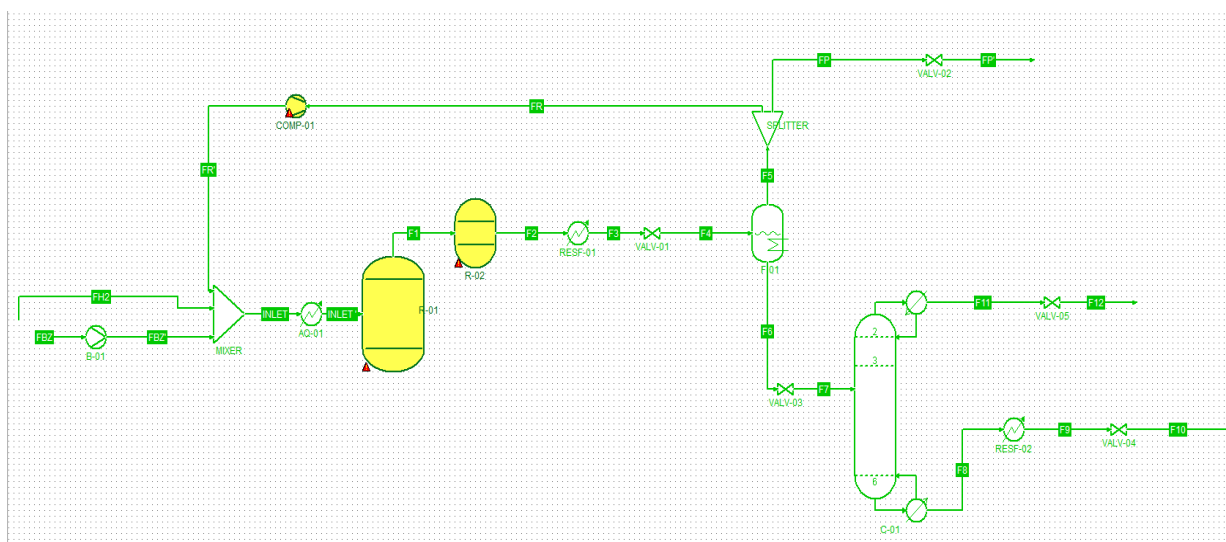 FP
FP'
VALV-02
FR
COMP-01
SPLITTER
FR'
F5
F1
F2
F3
F4
RESF-01
VALV-01
F-01
R-02
FH2
INLET
INLET'
R-01
AQ-01
FBZ
FBZ'
B-01
MIXER
F11
F12
VALV-05
2
F6
3
F7
VALV-03
F9
F10
RESF-02
VALV-04
F8
6
C-01